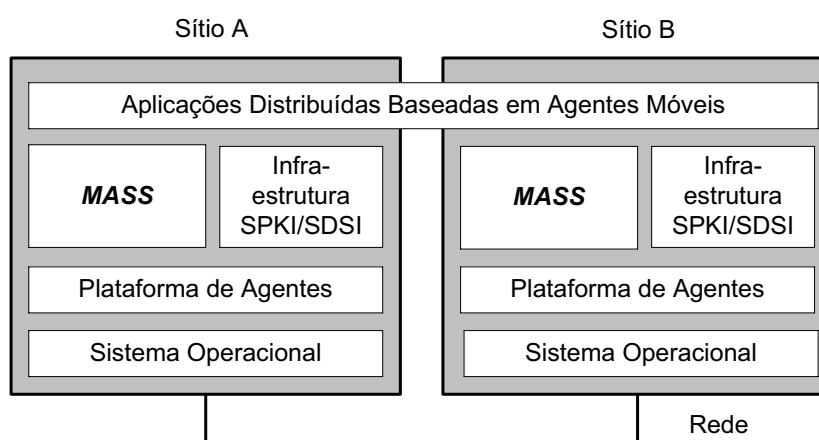 Sítio A
Sítio B
Aplicações Distribuídas Baseadas em Agentes Móveis
MASS
Infra-
estrutura
SPKI/SDSI
MASS
Infra-
estrutura
SPKI/SDSI
Plataforma de Agentes
Plataforma de Agentes
Sistema Operacional
Sistema Operacional
Rede